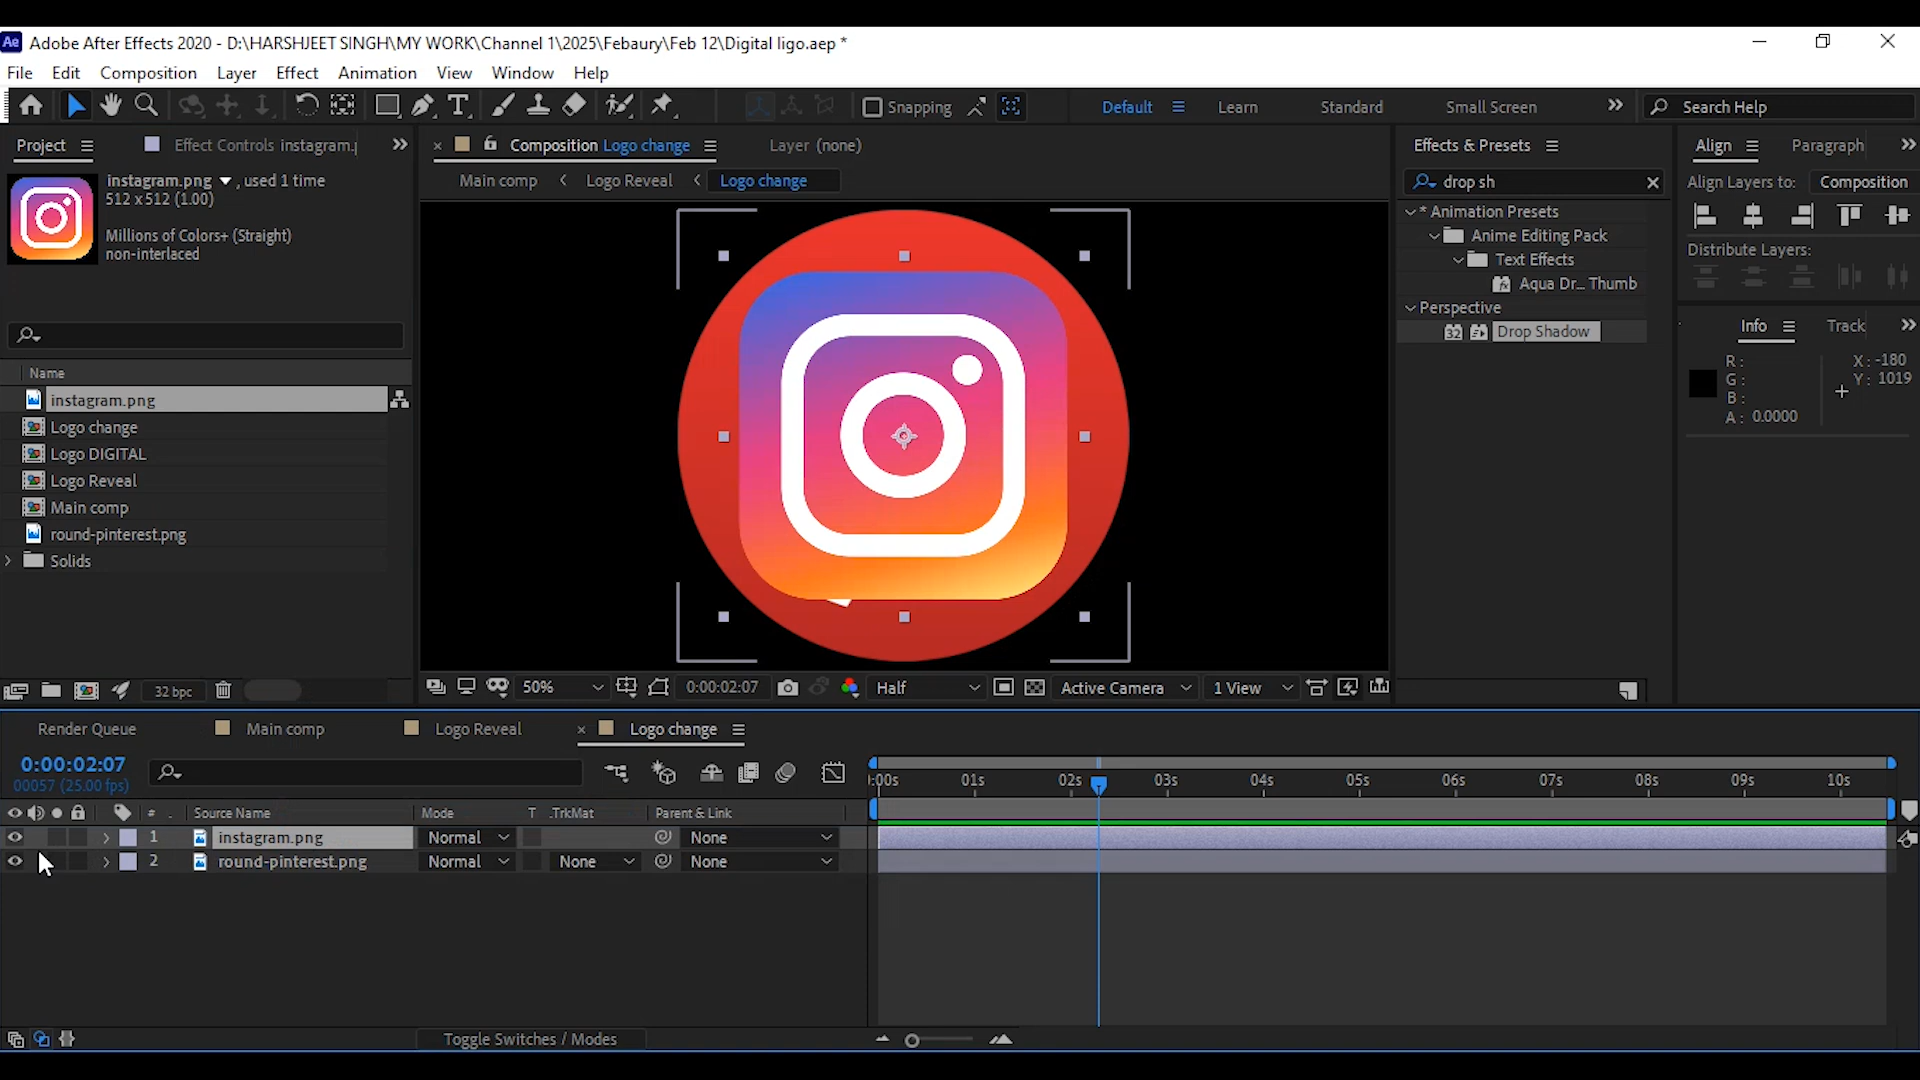 Ae Adobe After Effects 2020 - D:\HARSHJEET SINGH\MY WORK\Channel 1\2025\Febaury\Feb 12\Digital ligo.aep *
File Edit Composition Layer Effect Animation View Window Help
Snapping Default Learn Standard Small Screen Search Help
Project Effect Controls instagram.p
Composition Logo change Layer (none)
Effects & Presets
Align Paragraph
instagram.png , used 1 time
512 x 512 (1.00)
Millions of Colors+ (Straight)
non-interlaced
Main comp Logo Reveal Logo change
drop sh
Align Layers to: Composition
* Animation Presets
Anime Editing Pack
Text Effects
Aqua Dr... Thumb
Perspective
32 Drop Shadow
Distribute Layers:
Info Track
R :
G :
B :
A : 0.0000
X : -180
Y : 1019
Name
instagram.png
Logo change
Logo DIGITAL
Logo Reveal
Main comp
round-pinterest.png
Solids
32 bpc
50% 0:00:02:07 Half Active Camera 1 View
Render Queue Main comp Logo Reveal Logo change
0:00:02:07
00057 (25.00 fps)
:00s 01s 02s 03s 04s 05s 06s 07s 08s 09s 10s
# Source Name Mode T .TrkMat Parent & Link
1 instagram.png Normal None
2 round-pinterest.png Normal None None
Toggle Switches / Modes